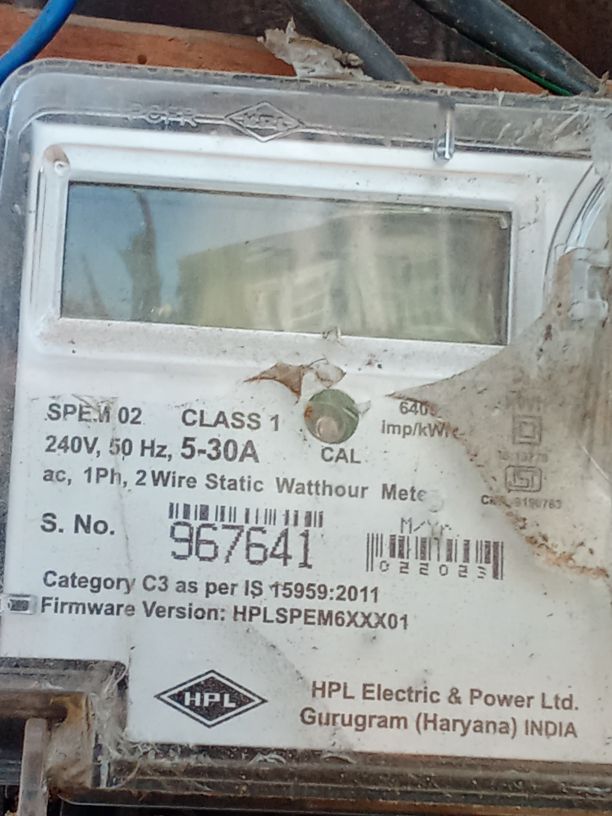 HPL
SPEM 02 CLASS 1
240V, 50 Hz, 5-30A
imp/kWh
CAL
ac, 1Ph, 2 Wire Static Watthour Meter
S. No. 967641
M/Yr
022023
Category C3 as per IS 15959:2011
Firmware Version: HPLSPEM6XXX01
HPL
HPL Electric & Power Ltd.
Gurugram (Haryana) INDIA